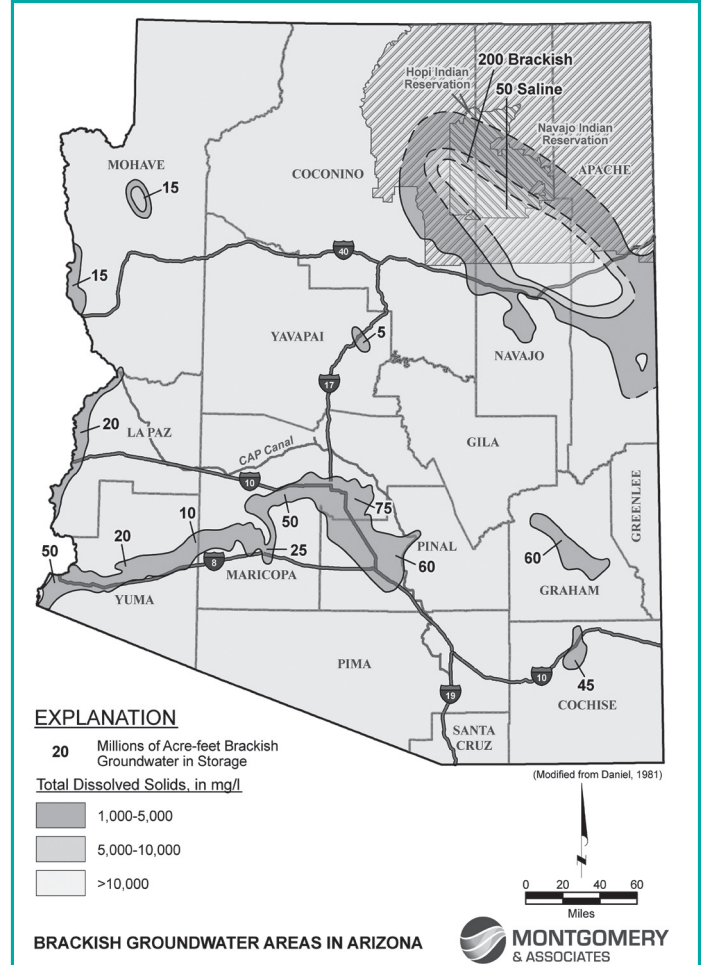 200 Brackish
Hopi Indian
Reservation
50 Saline
Navajo Indian
Reservation
MOHAVE
COCONINO
APACHE
15
15
40
YAVAPAI
5
NAVAJO
17
20
LA PAZ
GILA
CAP Canal
10
GREENLEE
75
50
10
20
25
50
PINAL
60
60
8
MARICOPA
GRAHAM
YUMA
PIMA
10
45
19
COCHISE
SANTA
CRUZ
EXPLANATION
20 Millions of Acre-feet Brackish
Groundwater in Storage
Total Dissolved Solids, in mg/l
1,000-5,000
5,000-10,000
>10,000
(Modified from Daniel, 1981)
N
0 20 40 60
Miles
BRACKISH GROUNDWATER AREAS IN ARIZONA
MONTGOMERY
& ASSOCIATES